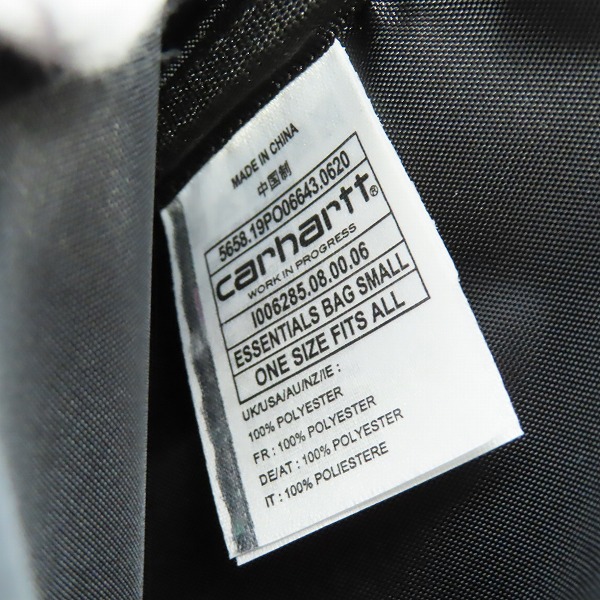 MADE IN CHINA
中国制
5658.19PO06643.0620
carhartt®
WORK IN PROGRESS
I006285.08.00.06
ESSENTIALS BAG SMALL
ONE SIZE FITS ALL
UK/USA/AU/NZ/IE :
100% POLYESTER
FR : 100% POLYESTER
DE/AT : 100% POLYESTER
IT : 100% POLIESTERE